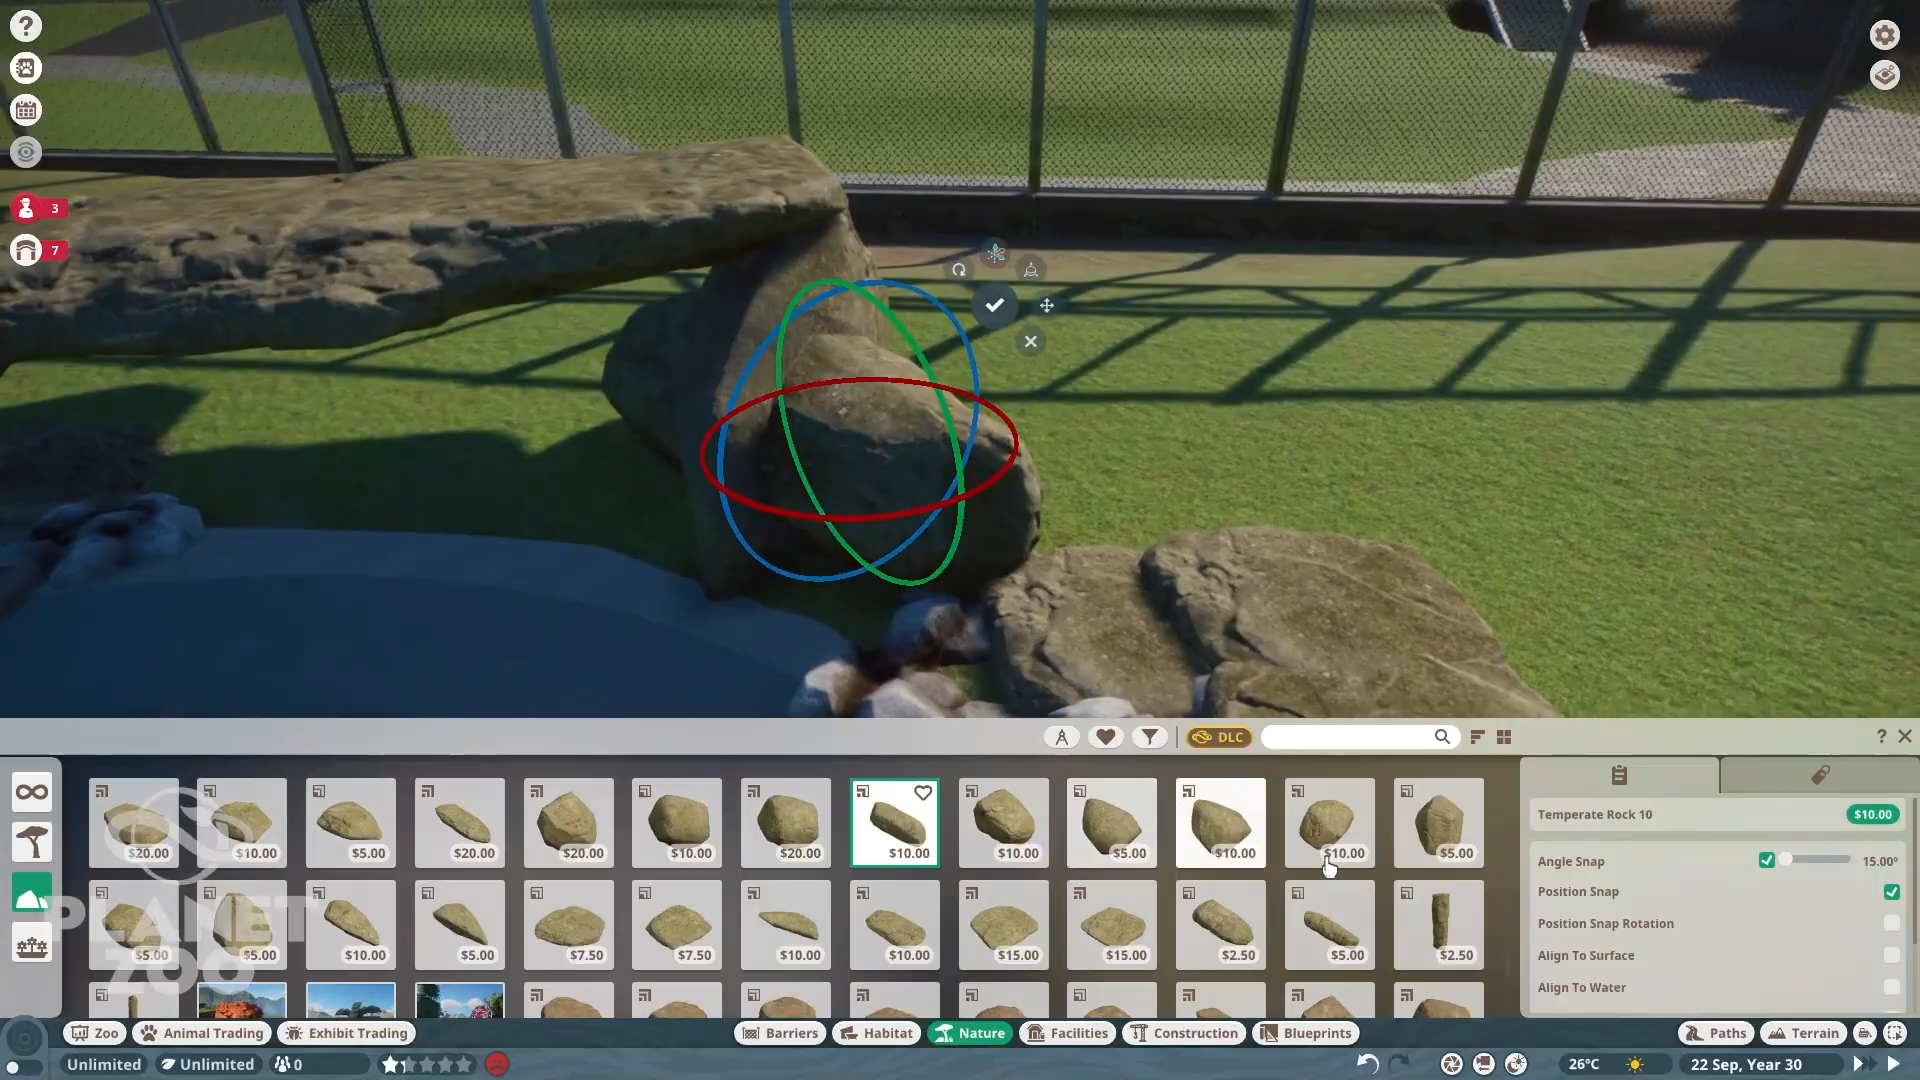 ?
3
7
DLC
?
$20.00 $10.00 $5.00 $20.00 $20.00 $10.00 $20.00 $10.00 $10.00 $5.00 $10.00 $10.00 $5.00
Temperate Rock 10 $10.00
Angle Snap 15.00°
Position Snap
Position Snap Rotation
Align To Surface
Align To Water
$5.00 $5.00 $10.00 $5.00 $7.50 $7.50 $10.00 $10.00 $15.00 $15.00 $2.50 $5.00 $2.50
PLANET
ZOO
Zoo Animal Trading Exhibit Trading Barriers Habitat Nature Facilities Construction Blueprints Paths Terrain
Unlimited Unlimited 0 26°C 22 Sep, Year 30